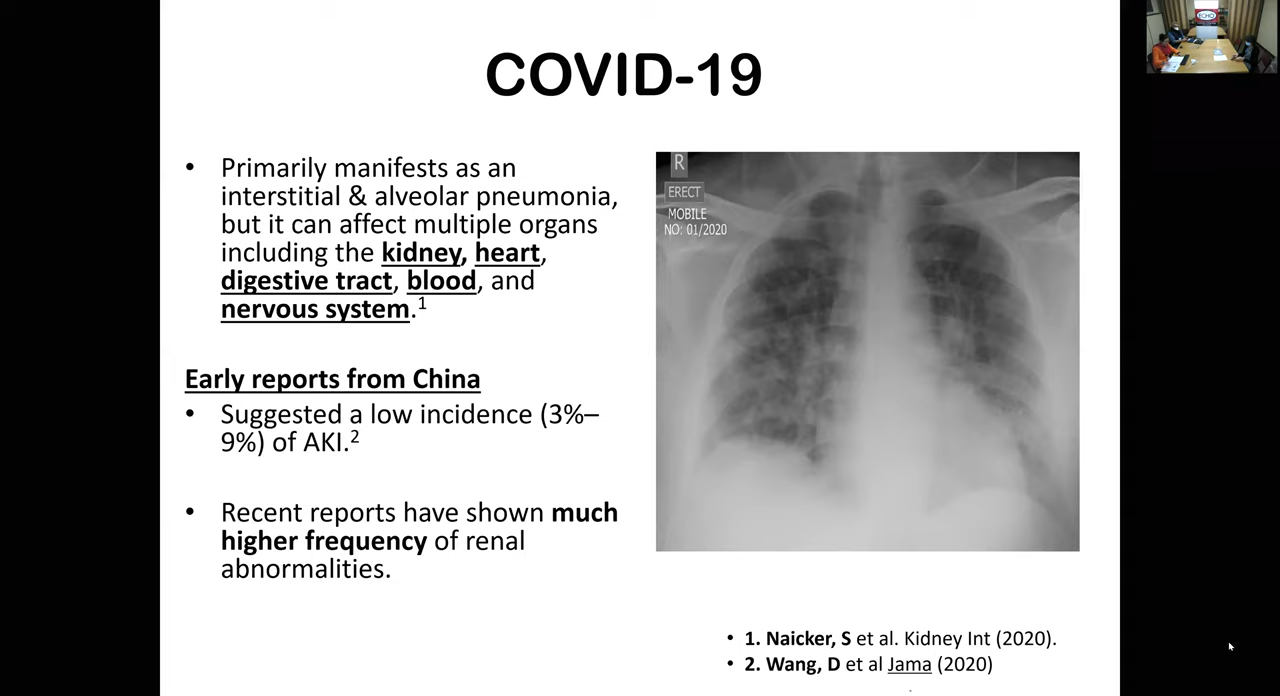 COVID-19
• Primarily manifests as an
interstitial & alveolar pneumonia,
but it can affect multiple organs
including the kidney, heart,
digestive tract, blood, and
nervous system.1
Early reports from China
• Suggested a low incidence (3%–
9%) of AKI.2
• Recent reports have shown much
higher frequency of renal
abnormalities.
R
ERECT
MOBILE
NO: 01/2020
• 1. Naicker, S et al. Kidney Int (2020).
• 2. Wang, D et al Jama (2020)
ECHO